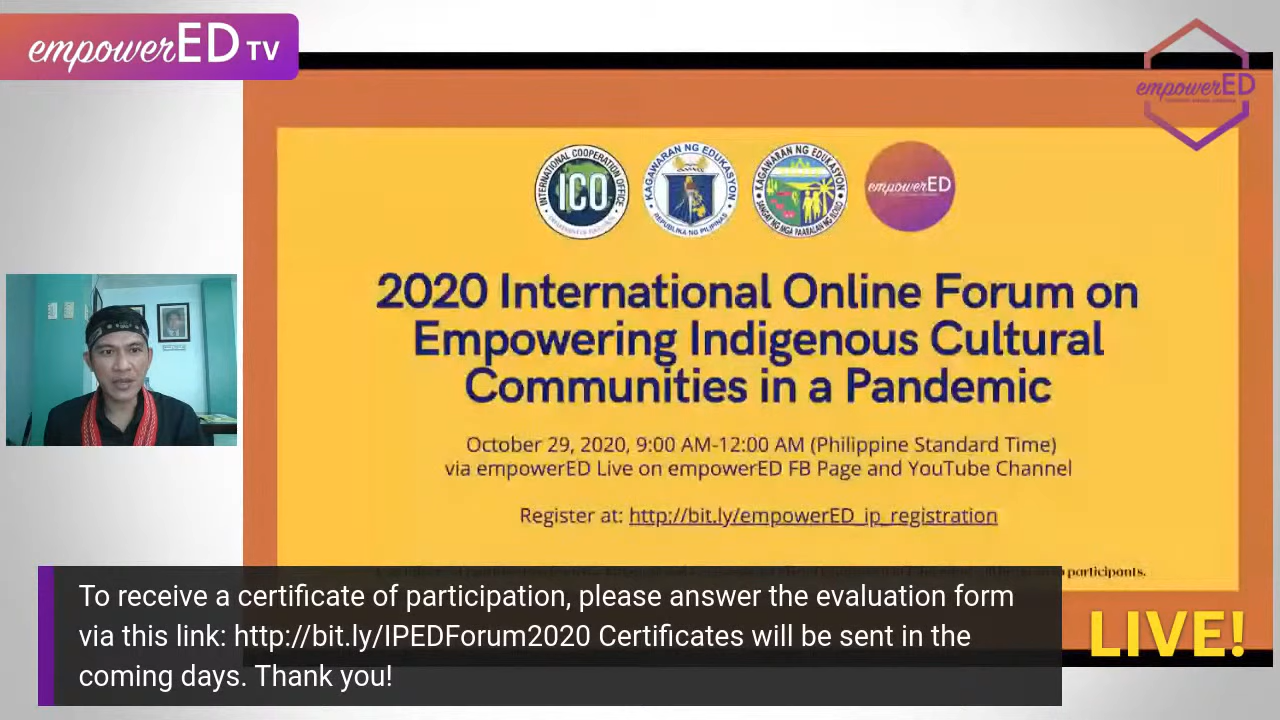 empowerED TV
empowerED
INTERNATIONAL COOPERATION OFFICE
ICO
KAGAWARAN NG EDUKASYON
REPUBLIKA NG PILIPINAS
KAGAWARAN NG EDUKASYON
empowerED
2020 International Online Forum on
Empowering Indigenous Cultural
Communities in a Pandemic
October 29, 2020, 9:00 AM-12:00 AM (Philippine Standard Time)
via empowerED Live on empowerED FB Page and YouTube Channel
Register at: http://bit.ly/empowerED_ip_registration
participants.
To receive a certificate of participation, please answer the evaluation form
via this link: http://bit.ly/IPEDForum2020 Certificates will be sent in the
coming days. Thank you!
LIVE!